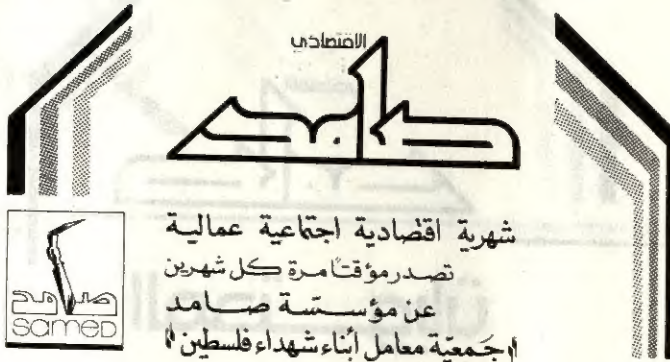 الاقتصادي
صامد
شهرية اقتصادية اجتماعية عمالية
تصدر مؤقتاً مرة كل شهرين
عن مؤسسة صامد
"جمعية معامل أبناء شهداء فلسطين"
صامد
SAMED